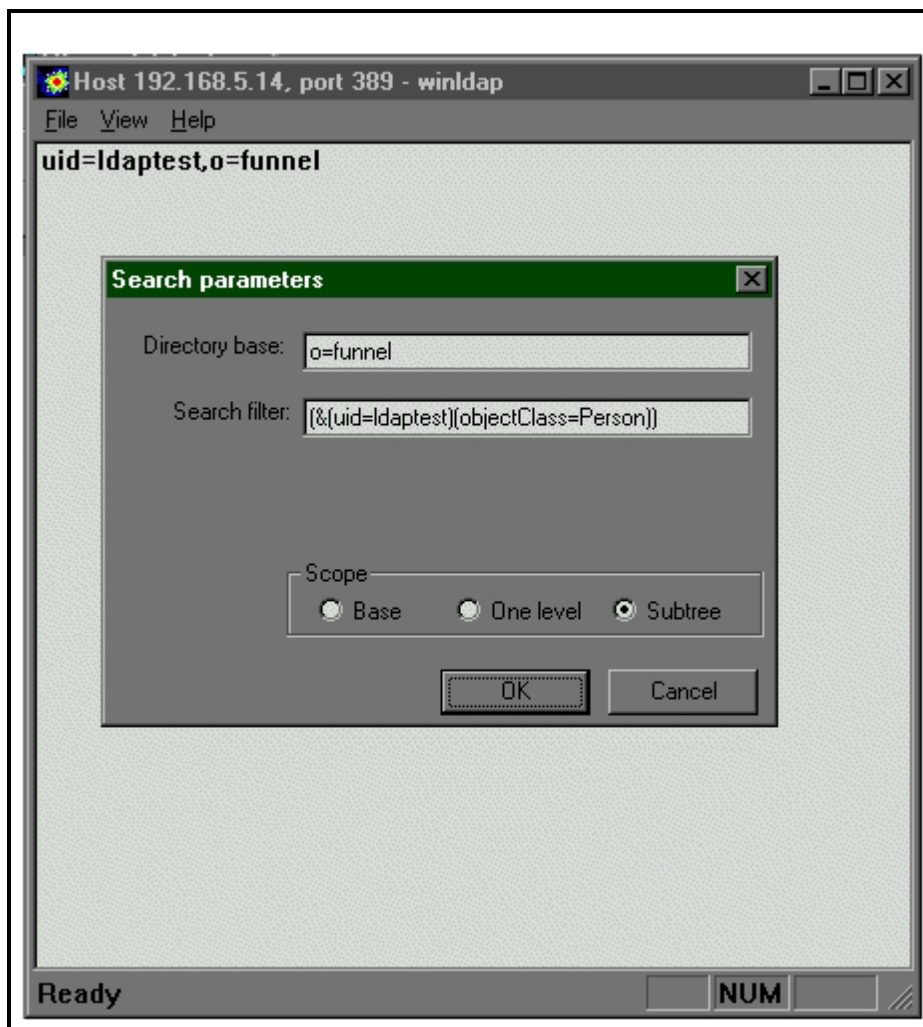 Host 192.168.5.14, port 389 - winldap
File View Help
uid=ldaptest,o=funnel
Search parameters
Directory base: o=funnel
Search filter: (&(uid=ldaptest)(objectClass=Person))
Scope
Base One level Subtree
OK Cancel
Ready NUM